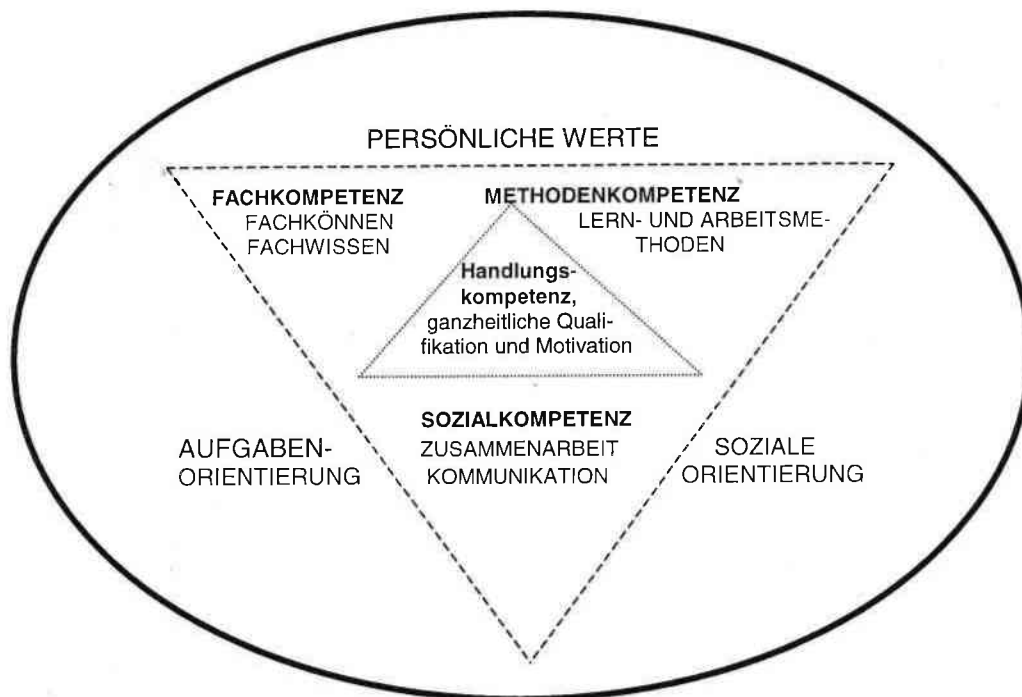 PERSÖNLICHE WERTE
FACHKOMPETENZ
FACHKÖNNEN
FACHWISSEN
METHODENKOMPETENZ
LERN- UND ARBEITSME-
THODEN
Handlungs-
kompetenz,
ganzheitliche Quali-
fikation und Motivation
SOZIALKOMPETENZ
ZUSAMMENARBEIT
KOMMUNIKATION
AUFGABEN-
ORIENTIERUNG
SOZIALE
ORIENTIERUNG